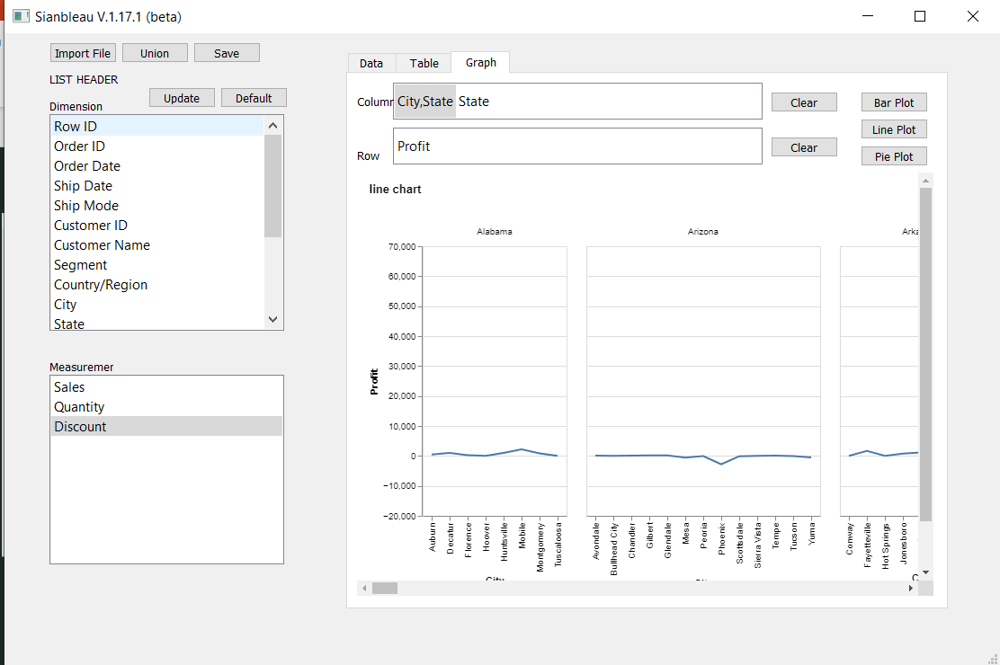 Sianbleau V.1.17.1 (beta)
Import File Union Save
LIST HEADER
Update Default
Dimension
Row ID
Order ID
Order Date
Ship Date
Ship Mode
Customer ID
Customer Name
Segment
Country/Region
City
State
Measuremer
Sales
Quantity
Discount
Data Table Graph
Column City,State State Clear
Row Profit Clear
Bar Plot
Line Plot
Pie Plot
line chart
Alabama Arizona Arka
Profit
70,000
60,000
50,000
40,000
30,000
20,000
10,000
0
−10,000
−20,000
Auburn
Decatur
Florence
Hoover
Huntsville
Mobile
Montgomery
Tuscaloosa
City
Avondale
Bullhead City
Chandler
Gilbert
Glendale
Mesa
Peoria
Phoenix
Scottsdale
Sierra Vista
Tempe
Tucson
Yuma
Conway
Fayetteville
Hot Springs
Jonesboro